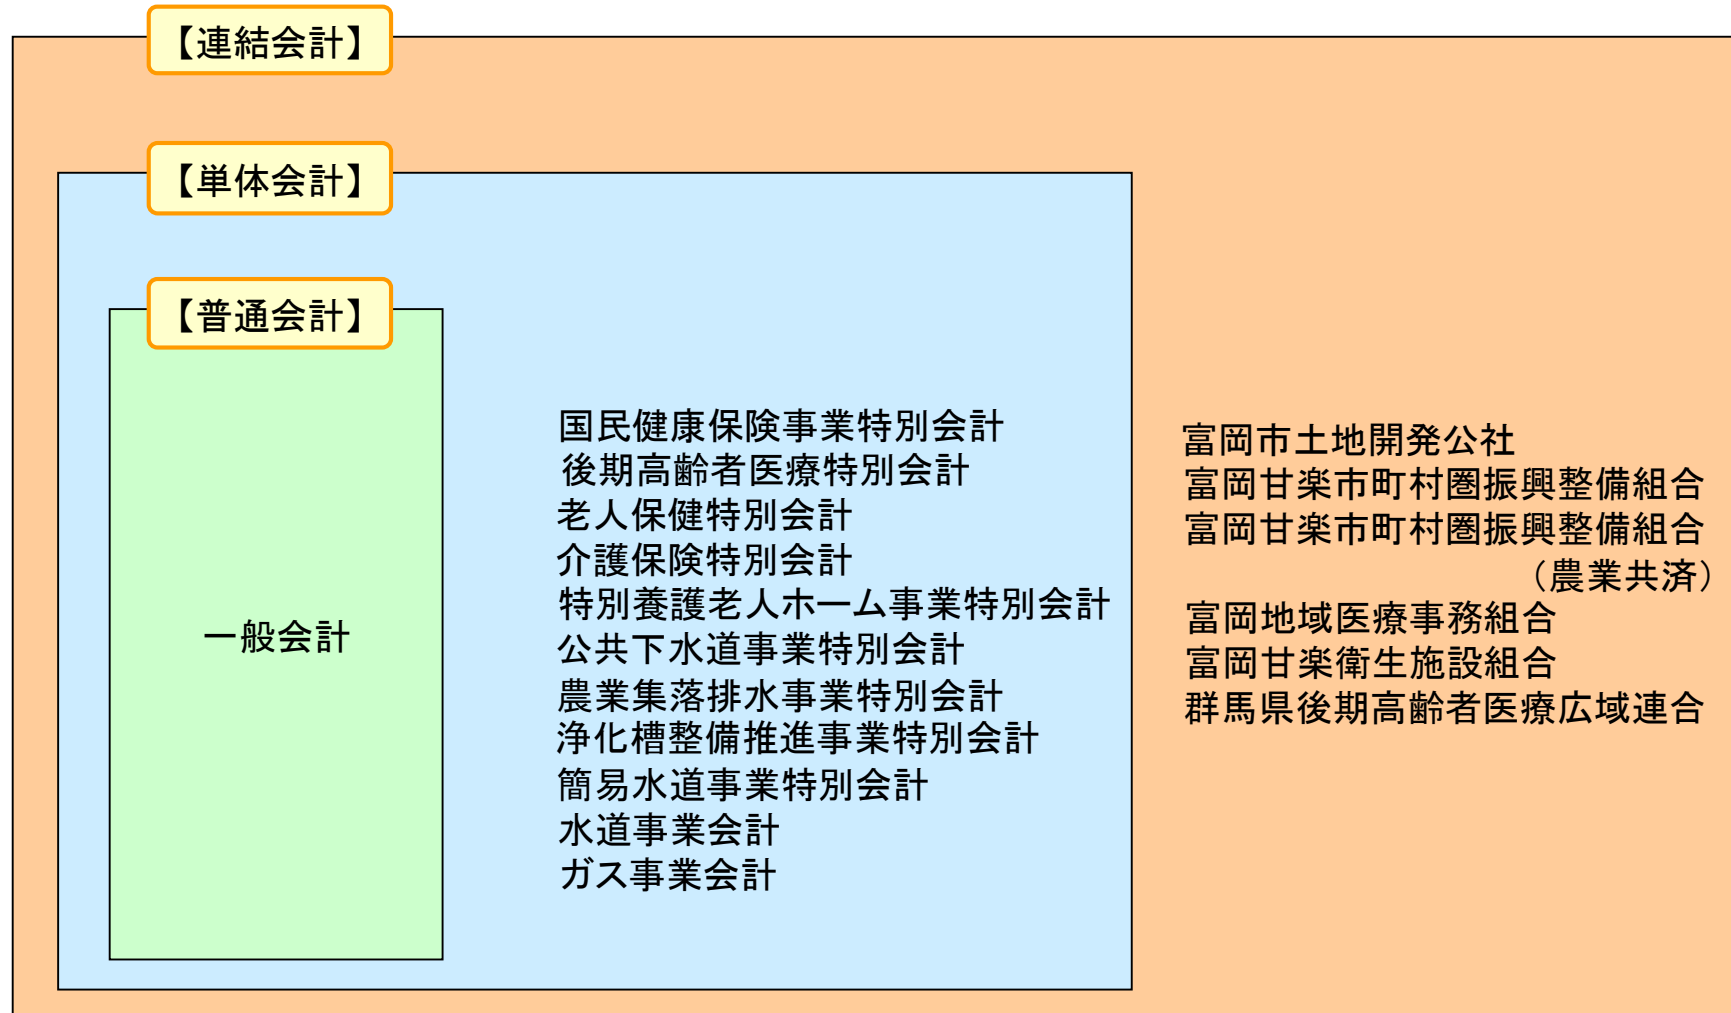 【連結会計】
【単体会計】
【普通会計】
一般会計
国民健康保険事業特別会計
後期高齢者医療特別会計
老人保健特別会計
介護保険特別会計
特別養護老人ホーム事業特別会計
公共下水道事業特別会計
農業集落排水事業特別会計
浄化槽整備推進事業特別会計
簡易水道事業特別会計
水道事業会計
ガス事業会計
富岡市土地開発公社
富岡甘楽市町村圏振興整備組合
富岡甘楽市町村圏振興整備組合
（農業共済）
富岡地域医療事務組合
富岡甘楽衛生施設組合
群馬県後期高齢者医療広域連合